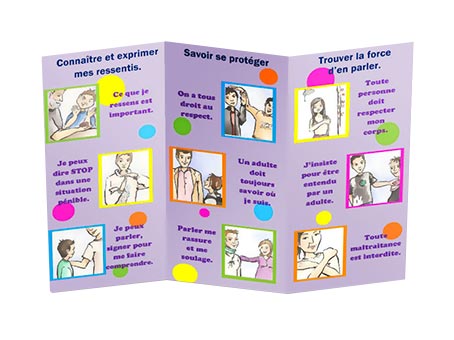 Connaître et exprimer
mes ressentis.
Ce que je
ressens est
important.
Je peux
dire STOP
dans une
situation
pénible.
Je peux
parler,
signer pour
me faire
comprendre.
Savoir se protéger
On a tous
droit au
respect.
Un adulte
doit
toujours
savoir où
je suis.
Parler me
rassure
et me
soulage.
Trouver la force
d'en parler.
Toute
personne
doit
respecter
mon
corps.
J'insiste
pour être
entendu
par un
adulte.
Toute
maltraitance
est interdite.